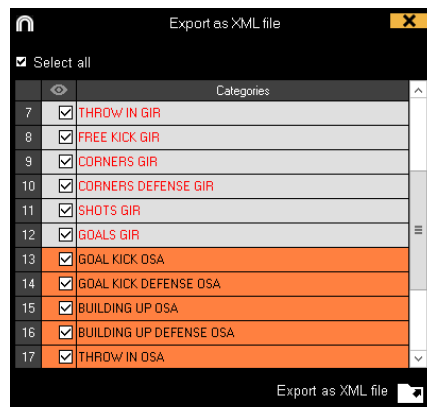 Export as XML file
Select all
Categories
7 THROW IN GIR
8 FREE KICK GIR
9 CORNERS GIR
10 CORNERS DEFENSE GIR
11 SHOTS GIR
12 GOALS GIR
13 GOAL KICK OSA
14 GOAL KICK DEFENSE OSA
15 BUILDING UP OSA
16 BUILDING UP DEFENSE OSA
17 THROW IN OSA
Export as XML file